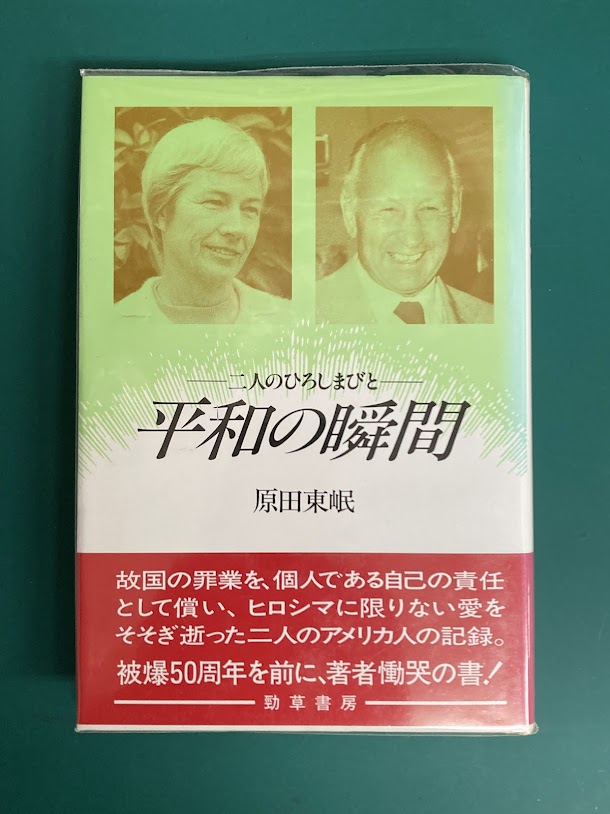 ──二人のひろしまびと──
平和の瞬間
原田東岷
故国の罪業を、個人である自己の責任
として償い、ヒロシマに限りない愛を
そそぎ逝った二人のアメリカ人の記録。
被爆50周年を前に、著者慟哭の書!
勁草書房